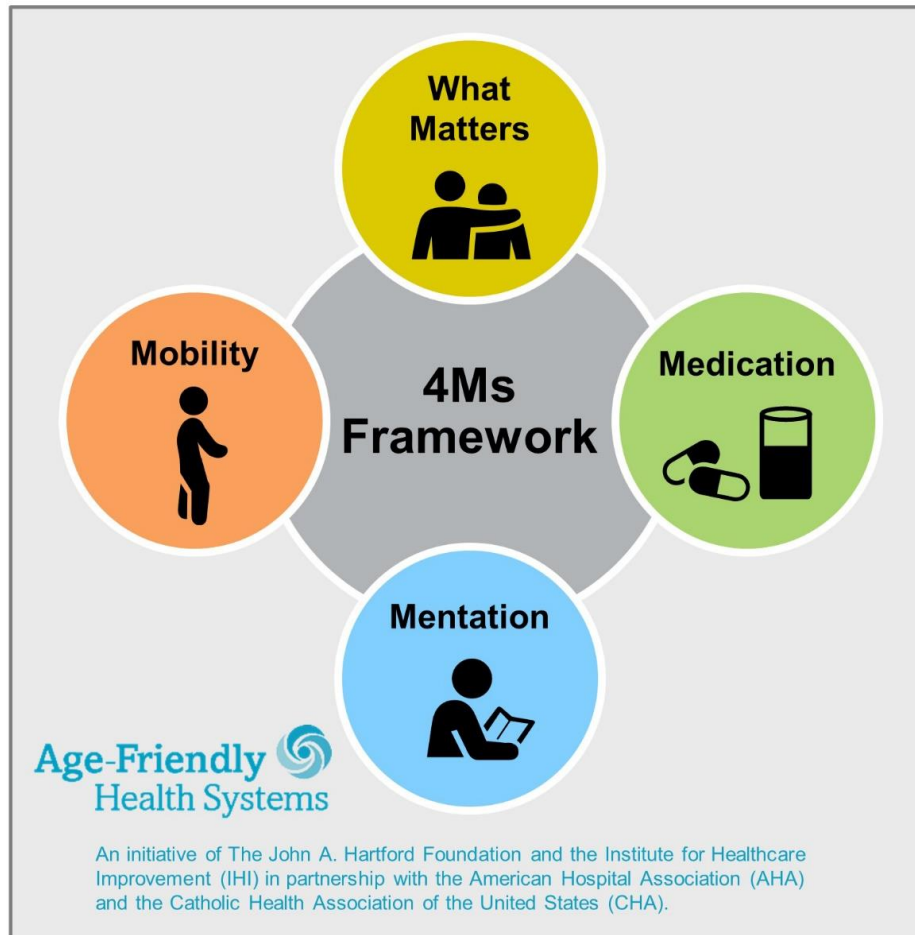 What
Matters
Mobility
Medication
4Ms
Framework
Mentation
Age-Friendly
Health Systems
An initiative of The John A. Hartford Foundation and the Institute for Healthcare
Improvement (IHI) in partnership with the American Hospital Association (AHA)
and the Catholic Health Association of the United States (CHA).